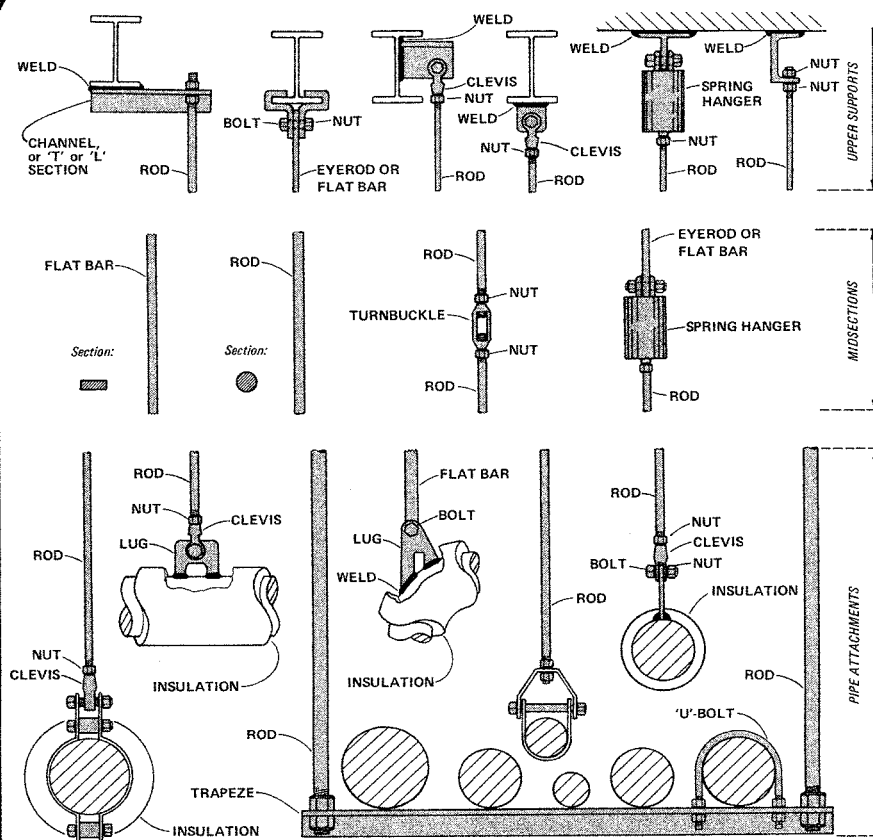 WELD
WELD
WELD
WELD
CLEVIS
NUT
SPRING
HANGER
NUT
NUT
WELD
BOLT
NUT
NUT
CLEVIS
NUT
CHANNEL,
or 'T' or 'L'
SECTION
ROD
EYEROD OR
FLAT BAR
ROD
ROD
ROD
ROD
UPPER SUPPORTS
FLAT BAR
ROD
ROD
EYEROD OR
FLAT BAR
NUT
TURNBUCKLE
SPRING HANGER
Section:
Section:
NUT
ROD
ROD
MIDSECTIONS
ROD
NUT
CLEVIS
LUG
ROD
INSULATION
NUT
CLEVIS
INSULATION
FLAT BAR
BOLT
LUG
WELD
INSULATION
ROD
ROD
NUT
CLEVIS
BOLT
NUT
INSULATION
ROD
ROD
'U'-BOLT
TRAPEZE
PIPE ATTACHMENTS